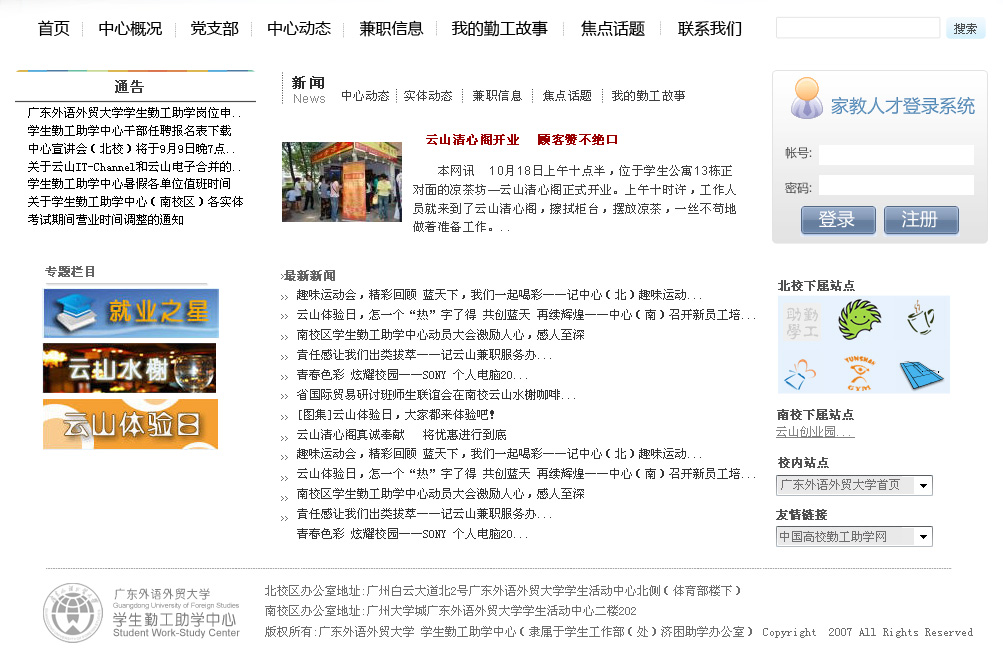 首页 中心概况 党支部 中心动态 兼职信息 我的勤工故事 焦点话题 联系我们 搜索
通告
广东外语外贸大学学生勤工助学岗位申..
学生勤工助学中心干部任聘报名表下载
中心宣讲会(北校)将于9月9日晚7点..
关于云山IT-Channel和云山电子合并的..
学生勤工助学中心暑假各单位值班时间
关于学生勤工助学中心(南校区)各实体
考试期间营业时间调整的通知
专题栏目
就业之星
云山水榭
云山体验日
新闻
News
中心动态 实体动态 兼职信息 焦点话题 我的勤工故事
云山清心阁开业 顾客赞不绝口
本网讯 10月18日上午十点半,位于学生公寓13栋正
对面的凉茶坊—云山清心阁正式开业。上午十时许,工作人
员就来到了云山清心阁,擦拭柜台,摆放凉茶,一丝不苟地
做着准备工作。..
最新新闻
趣味运动会,精彩回顾 蓝天下,我们一起喝彩——记中心(北)趣味运动...
云山体验日,怎一个“热”字了得 共创蓝天 再续辉煌——中心(南)召开新员工培...
南校区学生勤工助学中心动员大会激励人心,感人至深
责任感让我们出类拔萃——记云山兼职服务办...
青春色彩 炫耀校园——SONY 个人电脑20...
省国际贸易研讨班师生联谊会在南校云山水榭咖啡...
[图集]云山体验日,大家都来体验吧!
云山清心阁真诚奉献 将优惠进行到底
趣味运动会,精彩回顾 蓝天下,我们一起喝彩——记中心(北)趣味运动...
云山体验日,怎一个“热”字了得 共创蓝天 再续辉煌——中心(南)召开新员工培...
南校区学生勤工助学中心动员大会激励人心,感人至深
责任感让我们出类拔萃——记云山兼职服务办...
青春色彩 炫耀校园——SONY 个人电脑20...
家教人才登录系统
帐号:
密码:
登录 注册
北校下属站点
助勤
學工
YUNSHAN
GYM
南校下属站点
云山创业园....
校内站点
广东外语外贸大学首页
友情链接
中国高校勤工助学网
广东外语外贸大学
Guangdong University of Foreign Studies
学生勤工助学中心
Student Work-Study Center
北校区办公室地址:广州白云大道北2号广东外语外贸大学学生活动中心北侧(体育部楼下)
南校区办公室地址:广州大学城广东外语外贸大学学生活动中心二楼202
版权所有:广东外语外贸大学 学生勤工助学中心(隶属于学生工作部(处)济困助学办公室) Copyright 2007 All Rights Reserved